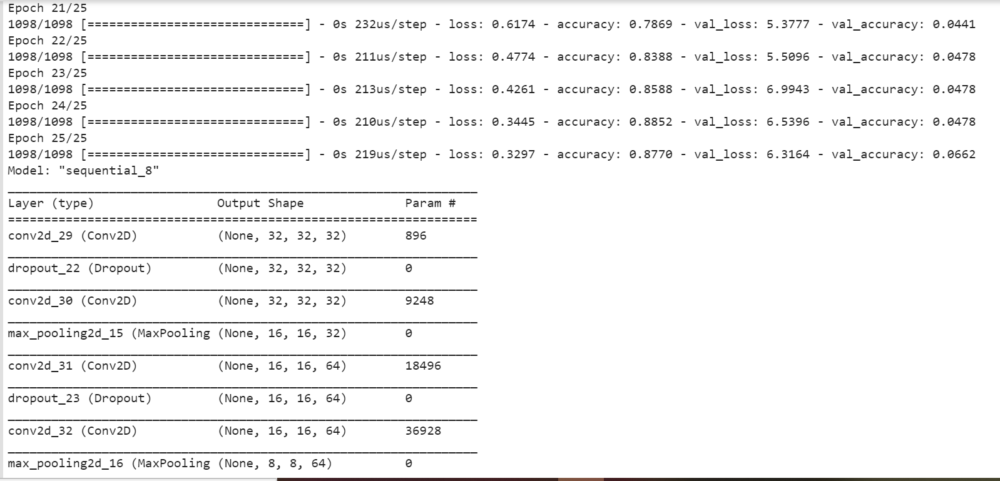 Epoch 21/25
1098/1098 [==============================] - 0s 232us/step - loss: 0.6174 - accuracy: 0.7869 - val_loss: 5.3777 - val_accuracy: 0.0441
Epoch 22/25
1098/1098 [==============================] - 0s 211us/step - loss: 0.4774 - accuracy: 0.8388 - val_loss: 5.5096 - val_accuracy: 0.0478
Epoch 23/25
1098/1098 [==============================] - 0s 213us/step - loss: 0.4261 - accuracy: 0.8588 - val_loss: 6.9943 - val_accuracy: 0.0478
Epoch 24/25
1098/1098 [==============================] - 0s 210us/step - loss: 0.3445 - accuracy: 0.8852 - val_loss: 6.5396 - val_accuracy: 0.0478
Epoch 25/25
1098/1098 [==============================] - 0s 219us/step - loss: 0.3297 - accuracy: 0.8770 - val_loss: 6.3164 - val_accuracy: 0.0662
Model: "sequential_8"
_________________________________________________________________
Layer (type)                 Output Shape              Param #
=================================================================
conv2d_29 (Conv2D)           (None, 32, 32, 32)        896
_________________________________________________________________
dropout_22 (Dropout)         (None, 32, 32, 32)        0
_________________________________________________________________
conv2d_30 (Conv2D)           (None, 32, 32, 32)        9248
_________________________________________________________________
max_pooling2d_15 (MaxPooling (None, 16, 16, 32)        0
_________________________________________________________________
conv2d_31 (Conv2D)           (None, 16, 16, 64)        18496
_________________________________________________________________
dropout_23 (Dropout)         (None, 16, 16, 64)        0
_________________________________________________________________
conv2d_32 (Conv2D)           (None, 16, 16, 64)        36928
_________________________________________________________________
max_pooling2d_16 (MaxPooling (None, 8, 8, 64)          0